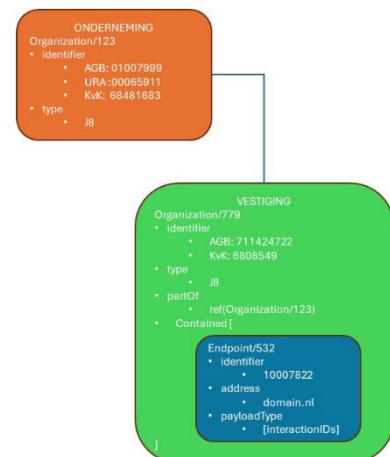 ONDERNEMING
Organization/123
• identifier
• AGB: 01007999
• URA :00065911
• KvK: 68481683
• type
• J8
VESTIGING
Organization/779
• identifier
• AGB: 711424722
• KvK: 6808549
• type
• J8
• partOf
• ref(Organization/123)
• Contained [
Endpoint/532
• identifier
• 10007822
• address
• domain.nl
• payloadType
• [interactionIDs]
]